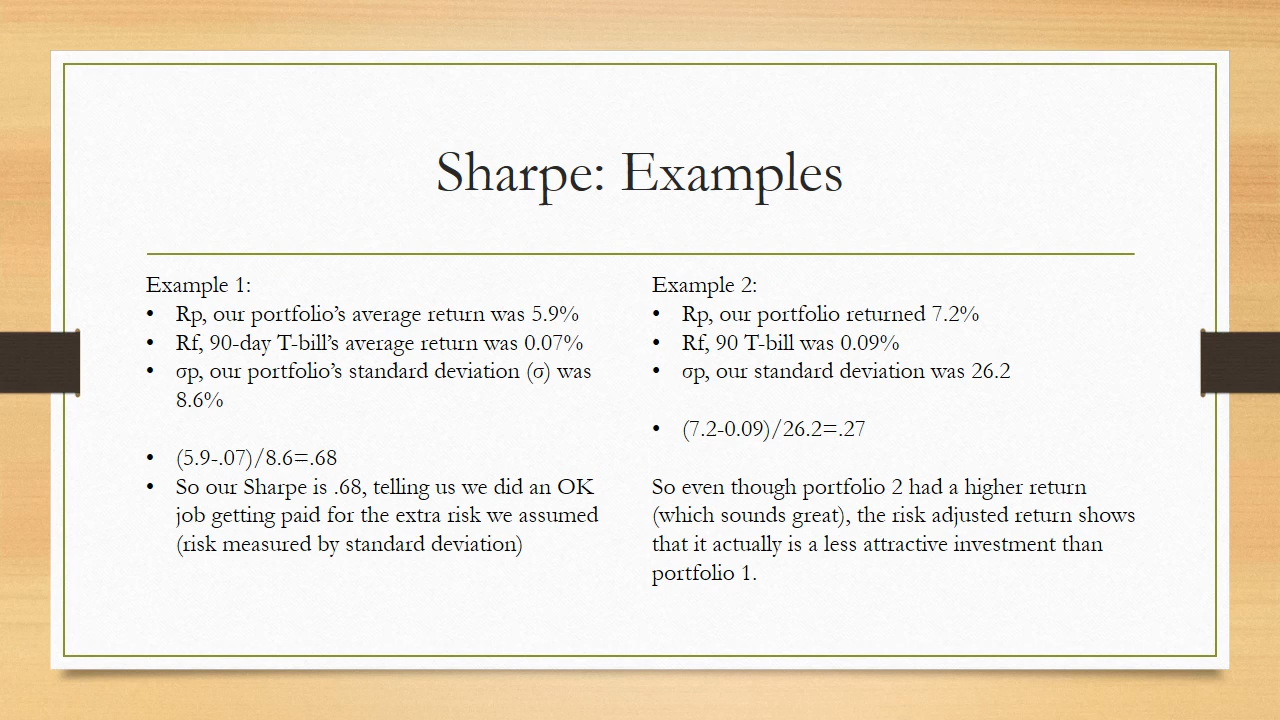 Sharpe: Examples
Example 1:
• Rp, our portfolio’s average return was 5.9%
• Rf, 90-day T-bill’s average return was 0.07%
• σp, our portfolio’s standard deviation (σ) was
8.6%
• (5.9-.07)/8.6=.68
• So our Sharpe is .68, telling us we did an OK
job getting paid for the extra risk we assumed
(risk measured by standard deviation)
Example 2:
• Rp, our portfolio returned 7.2%
• Rf, 90 T-bill was 0.09%
• σp, our standard deviation was 26.2
• (7.2-0.09)/26.2=.27
So even though portfolio 2 had a higher return
(which sounds great), the risk adjusted return shows
that it actually is a less attractive investment than
portfolio 1.